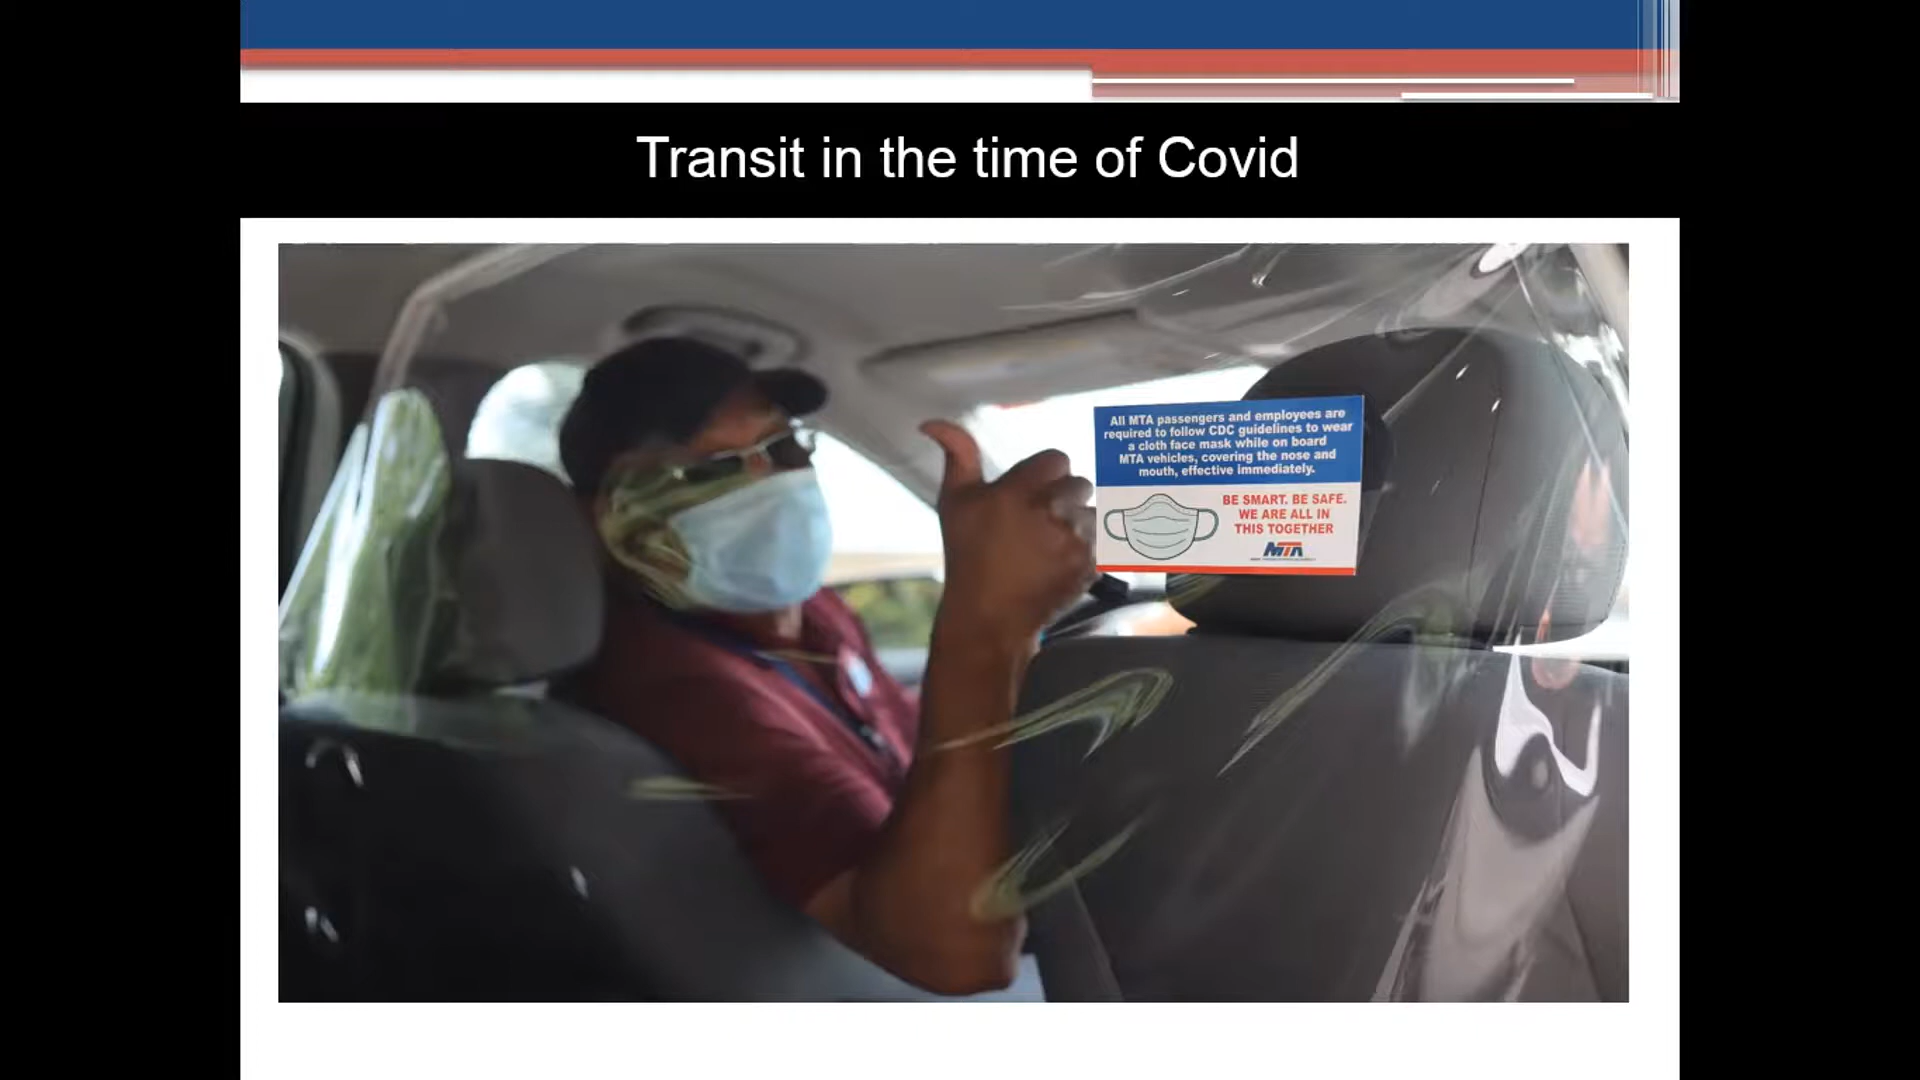 Transit in the time of Covid
All MTA passengers and employees are
required to follow CDC guidelines to wear
a cloth face mask while on board
MTA vehicles, covering the nose and
mouth, effective immediately.
BE SMART. BE SAFE.
WE ARE ALL IN
THIS TOGETHER
MTA